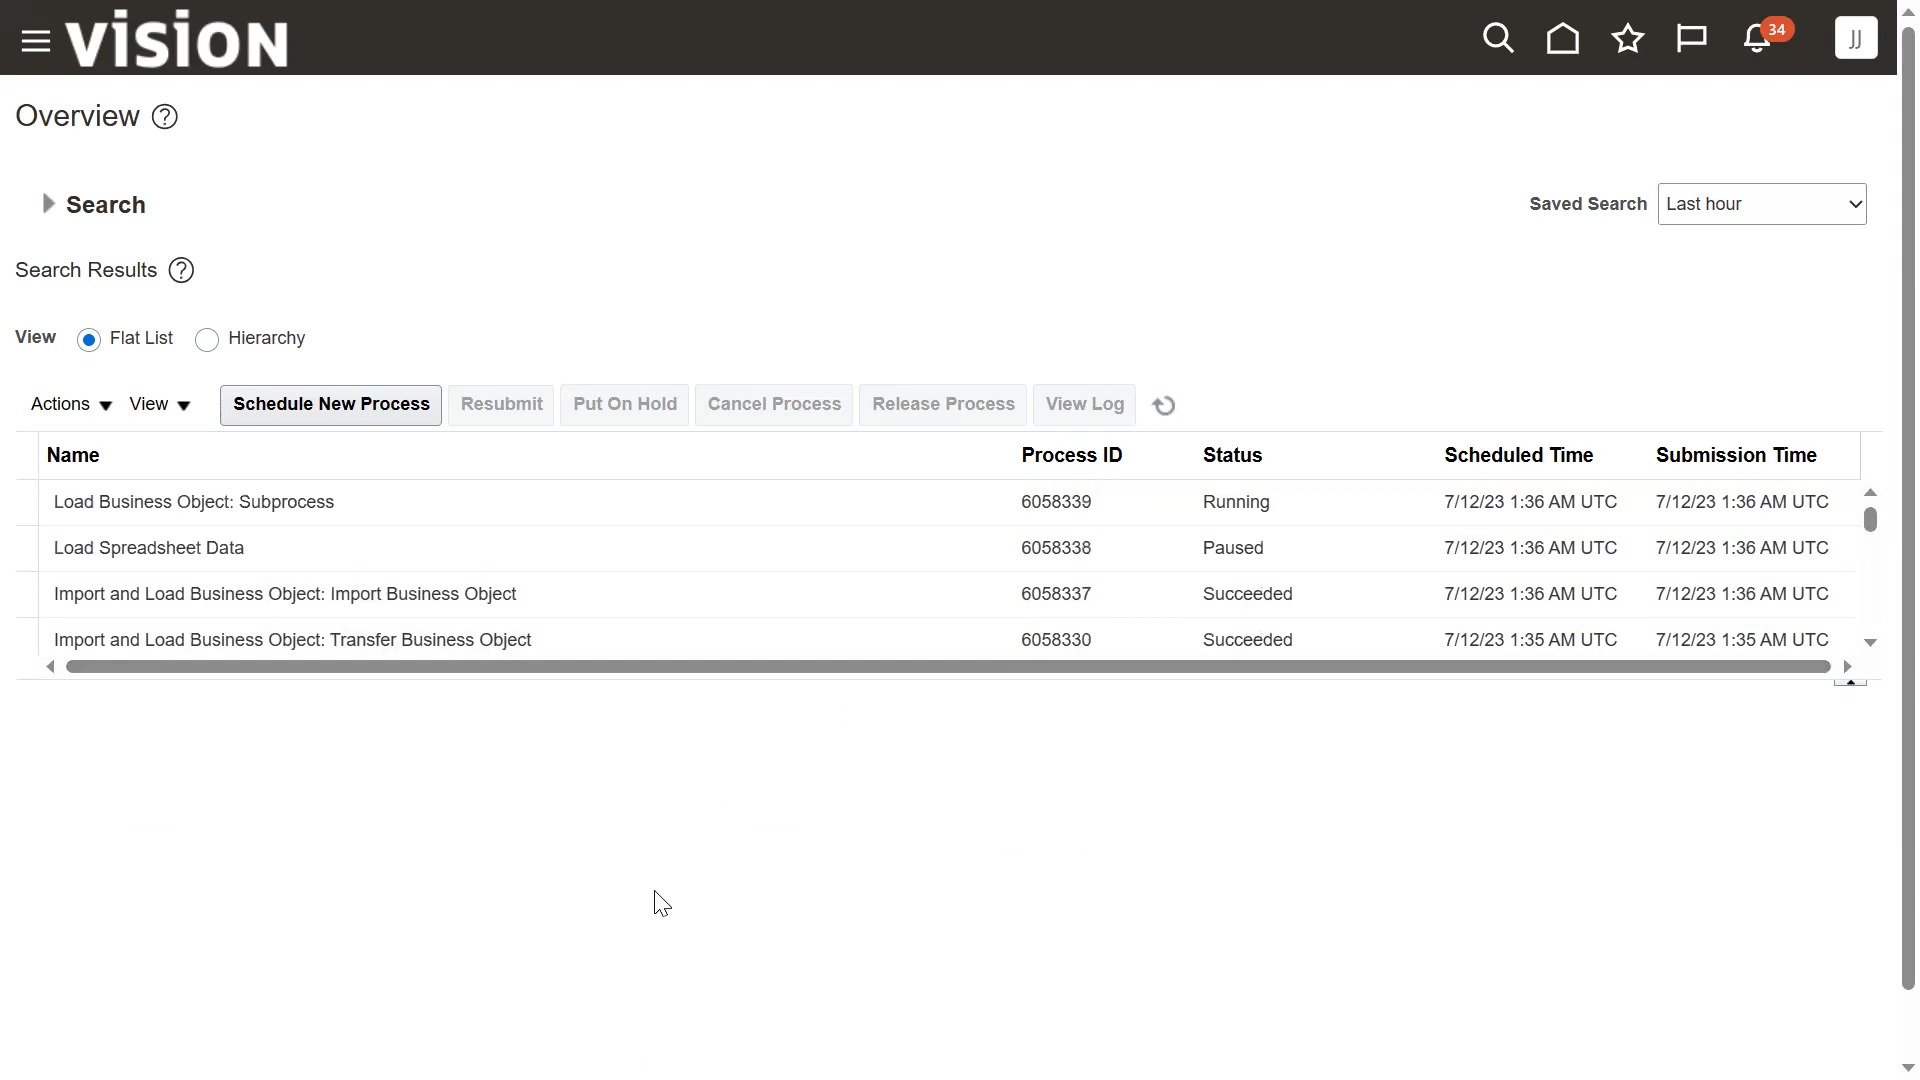 vision
34
JJ
Overview ?
Search
Saved Search Last hour
Search Results ?
View Flat List Hierarchy
Actions View Schedule New Process Resubmit Put On Hold Cancel Process Release Process View Log
Name Process ID Status Scheduled Time Submission Time
Load Business Object: Subprocess 6058339 Running 7/12/23 1:36 AM UTC 7/12/23 1:36 AM UTC
Load Spreadsheet Data 6058338 Paused 7/12/23 1:36 AM UTC 7/12/23 1:36 AM UTC
Import and Load Business Object: Import Business Object 6058337 Succeeded 7/12/23 1:36 AM UTC 7/12/23 1:36 AM UTC
Import and Load Business Object: Transfer Business Object 6058330 Succeeded 7/12/23 1:35 AM UTC 7/12/23 1:35 AM UTC